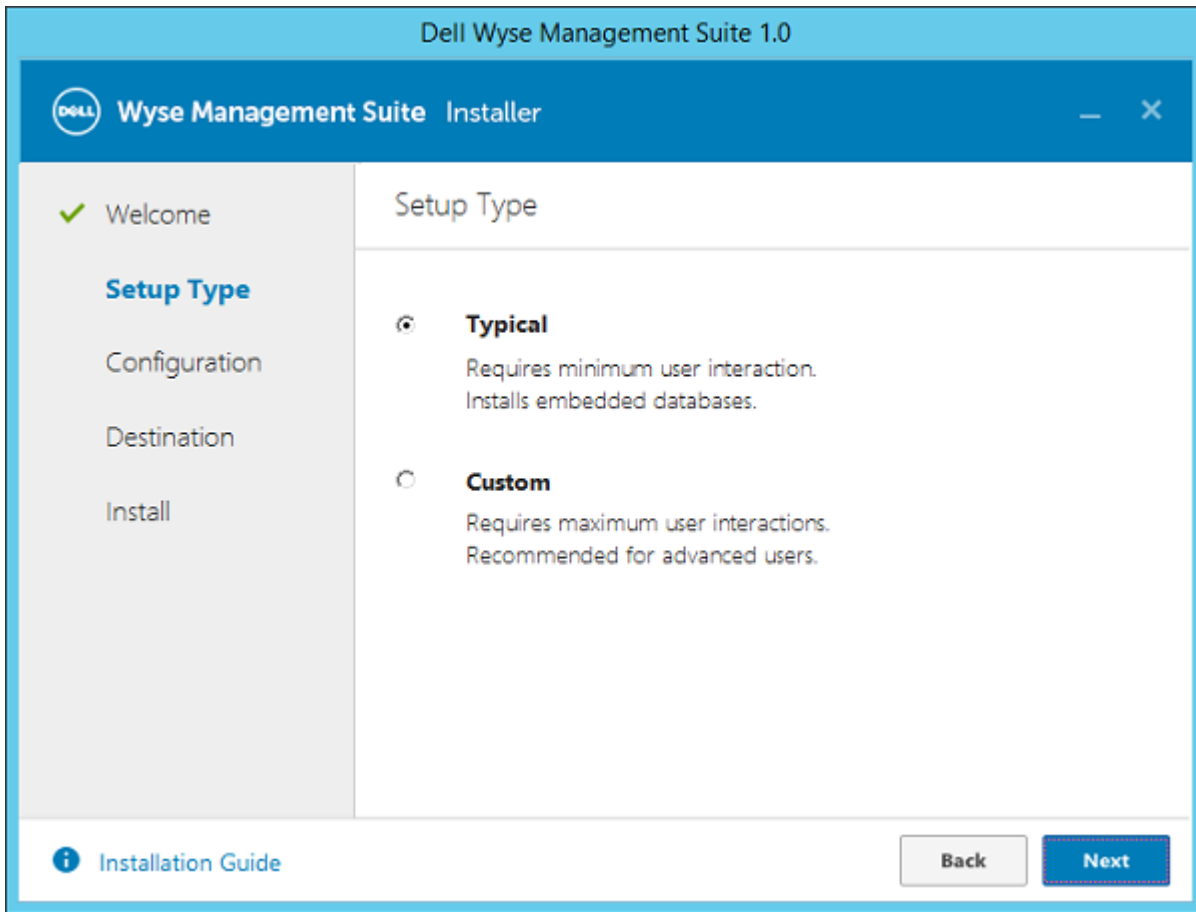 Dell Wyse Management Suite 1.0
DELL Wyse Management Suite Installer
Welcome
Setup Type
Configuration
Destination
Install
Setup Type
Typical
Requires minimum user interaction.
Installs embedded databases.
Custom
Requires maximum user interactions.
Recommended for advanced users.
Installation Guide
Back
Next